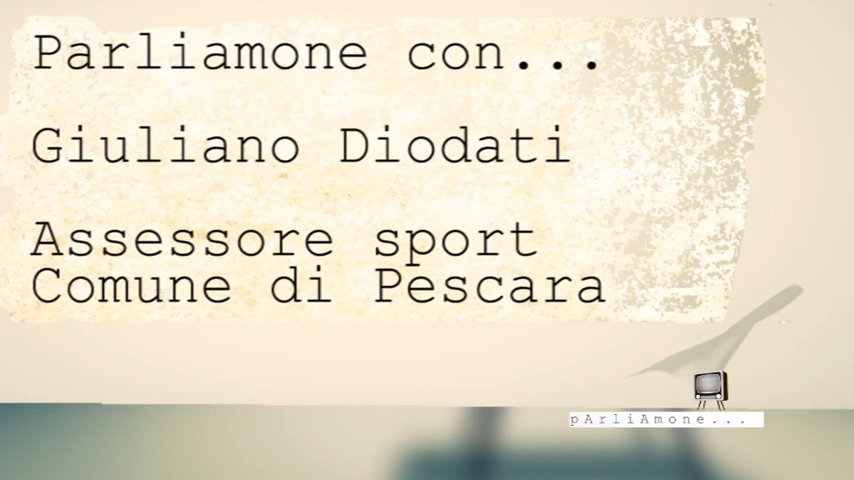 Parliamone con...
Giuliano Diodati
Assessore sport
Comune di Pescara
pArliAmone...